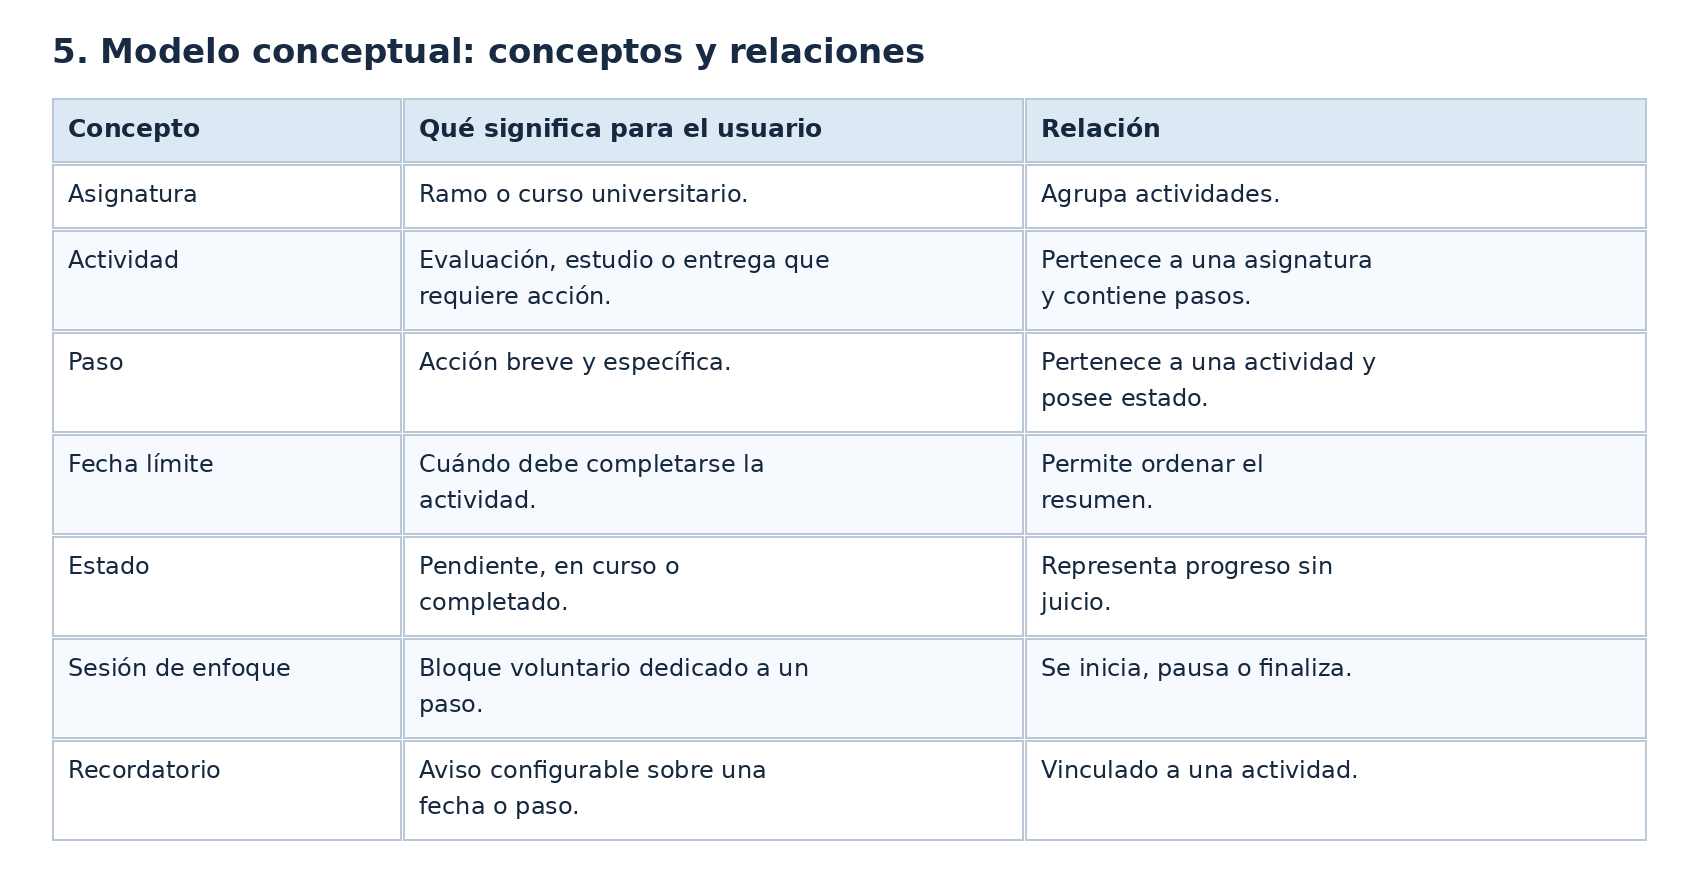 5. Modelo conceptual: conceptos y relaciones
Concepto
Qué significa para el usuario
Relación
Asignatura
Ramo o curso universitario.
Agrupa actividades.
Actividad
Evaluación, estudio o entrega que
requiere acción.
Pertenece a una asignatura
y contiene pasos.
Paso
Acción breve y específica.
Pertenece a una actividad y
posee estado.
Fecha límite
Cuándo debe completarse la
actividad.
Permite ordenar el
resumen.
Estado
Pendiente, en curso o
completado.
Representa progreso sin
juicio.
Sesión de enfoque
Bloque voluntario dedicado a un
paso.
Se inicia, pausa o finaliza.
Recordatorio
Aviso configurable sobre una
fecha o paso.
Vinculado a una actividad.